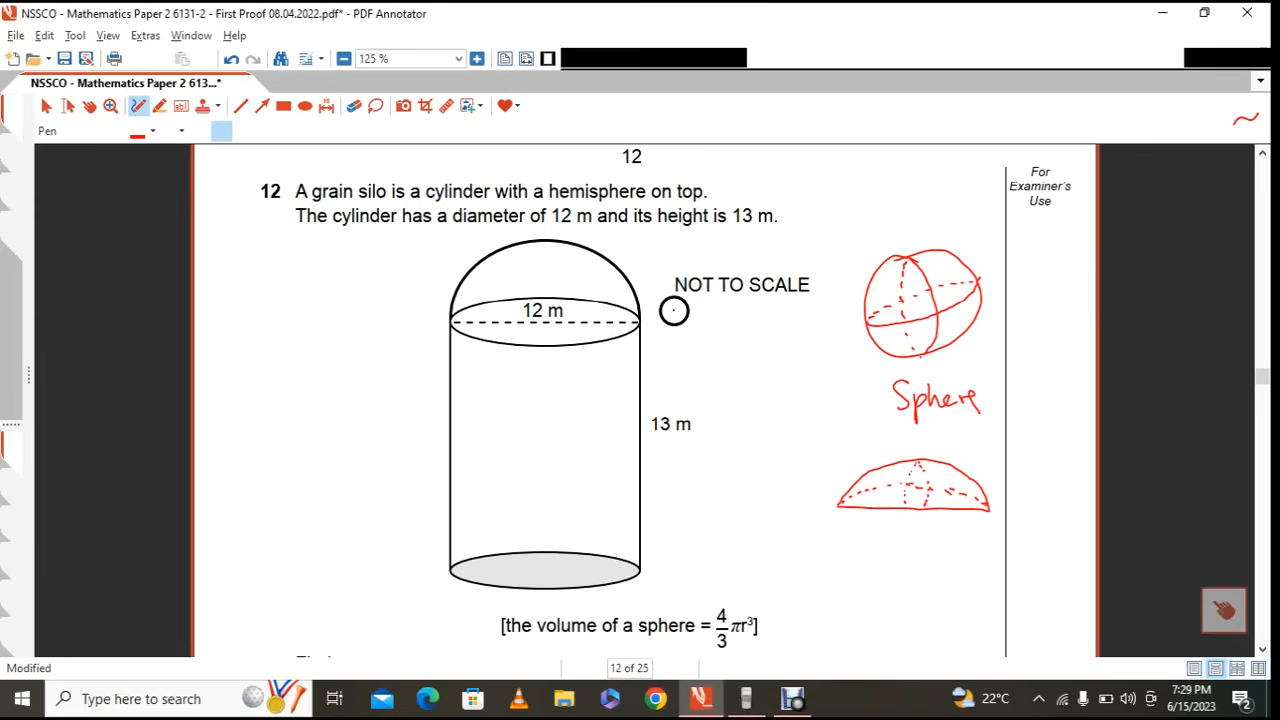 NSSCO - Mathematics Paper 2 6131-2 - First Proof 08.04.2022.pdf* - PDF Annotator
File Edit Tool View Extras Window Help
125 %
NSSCO - Mathematics Paper 2 613...*
Pen
12
For
Examiner's
Use
12 A grain silo is a cylinder with a hemisphere on top.
The cylinder has a diameter of 12 m and its height is 13 m.
NOT TO SCALE
12 m
Sphere
13 m
[the volume of a sphere = 4/3 πr³]
Modified
12 of 25
Type here to search
22°C
7:29 PM
6/15/2023
2